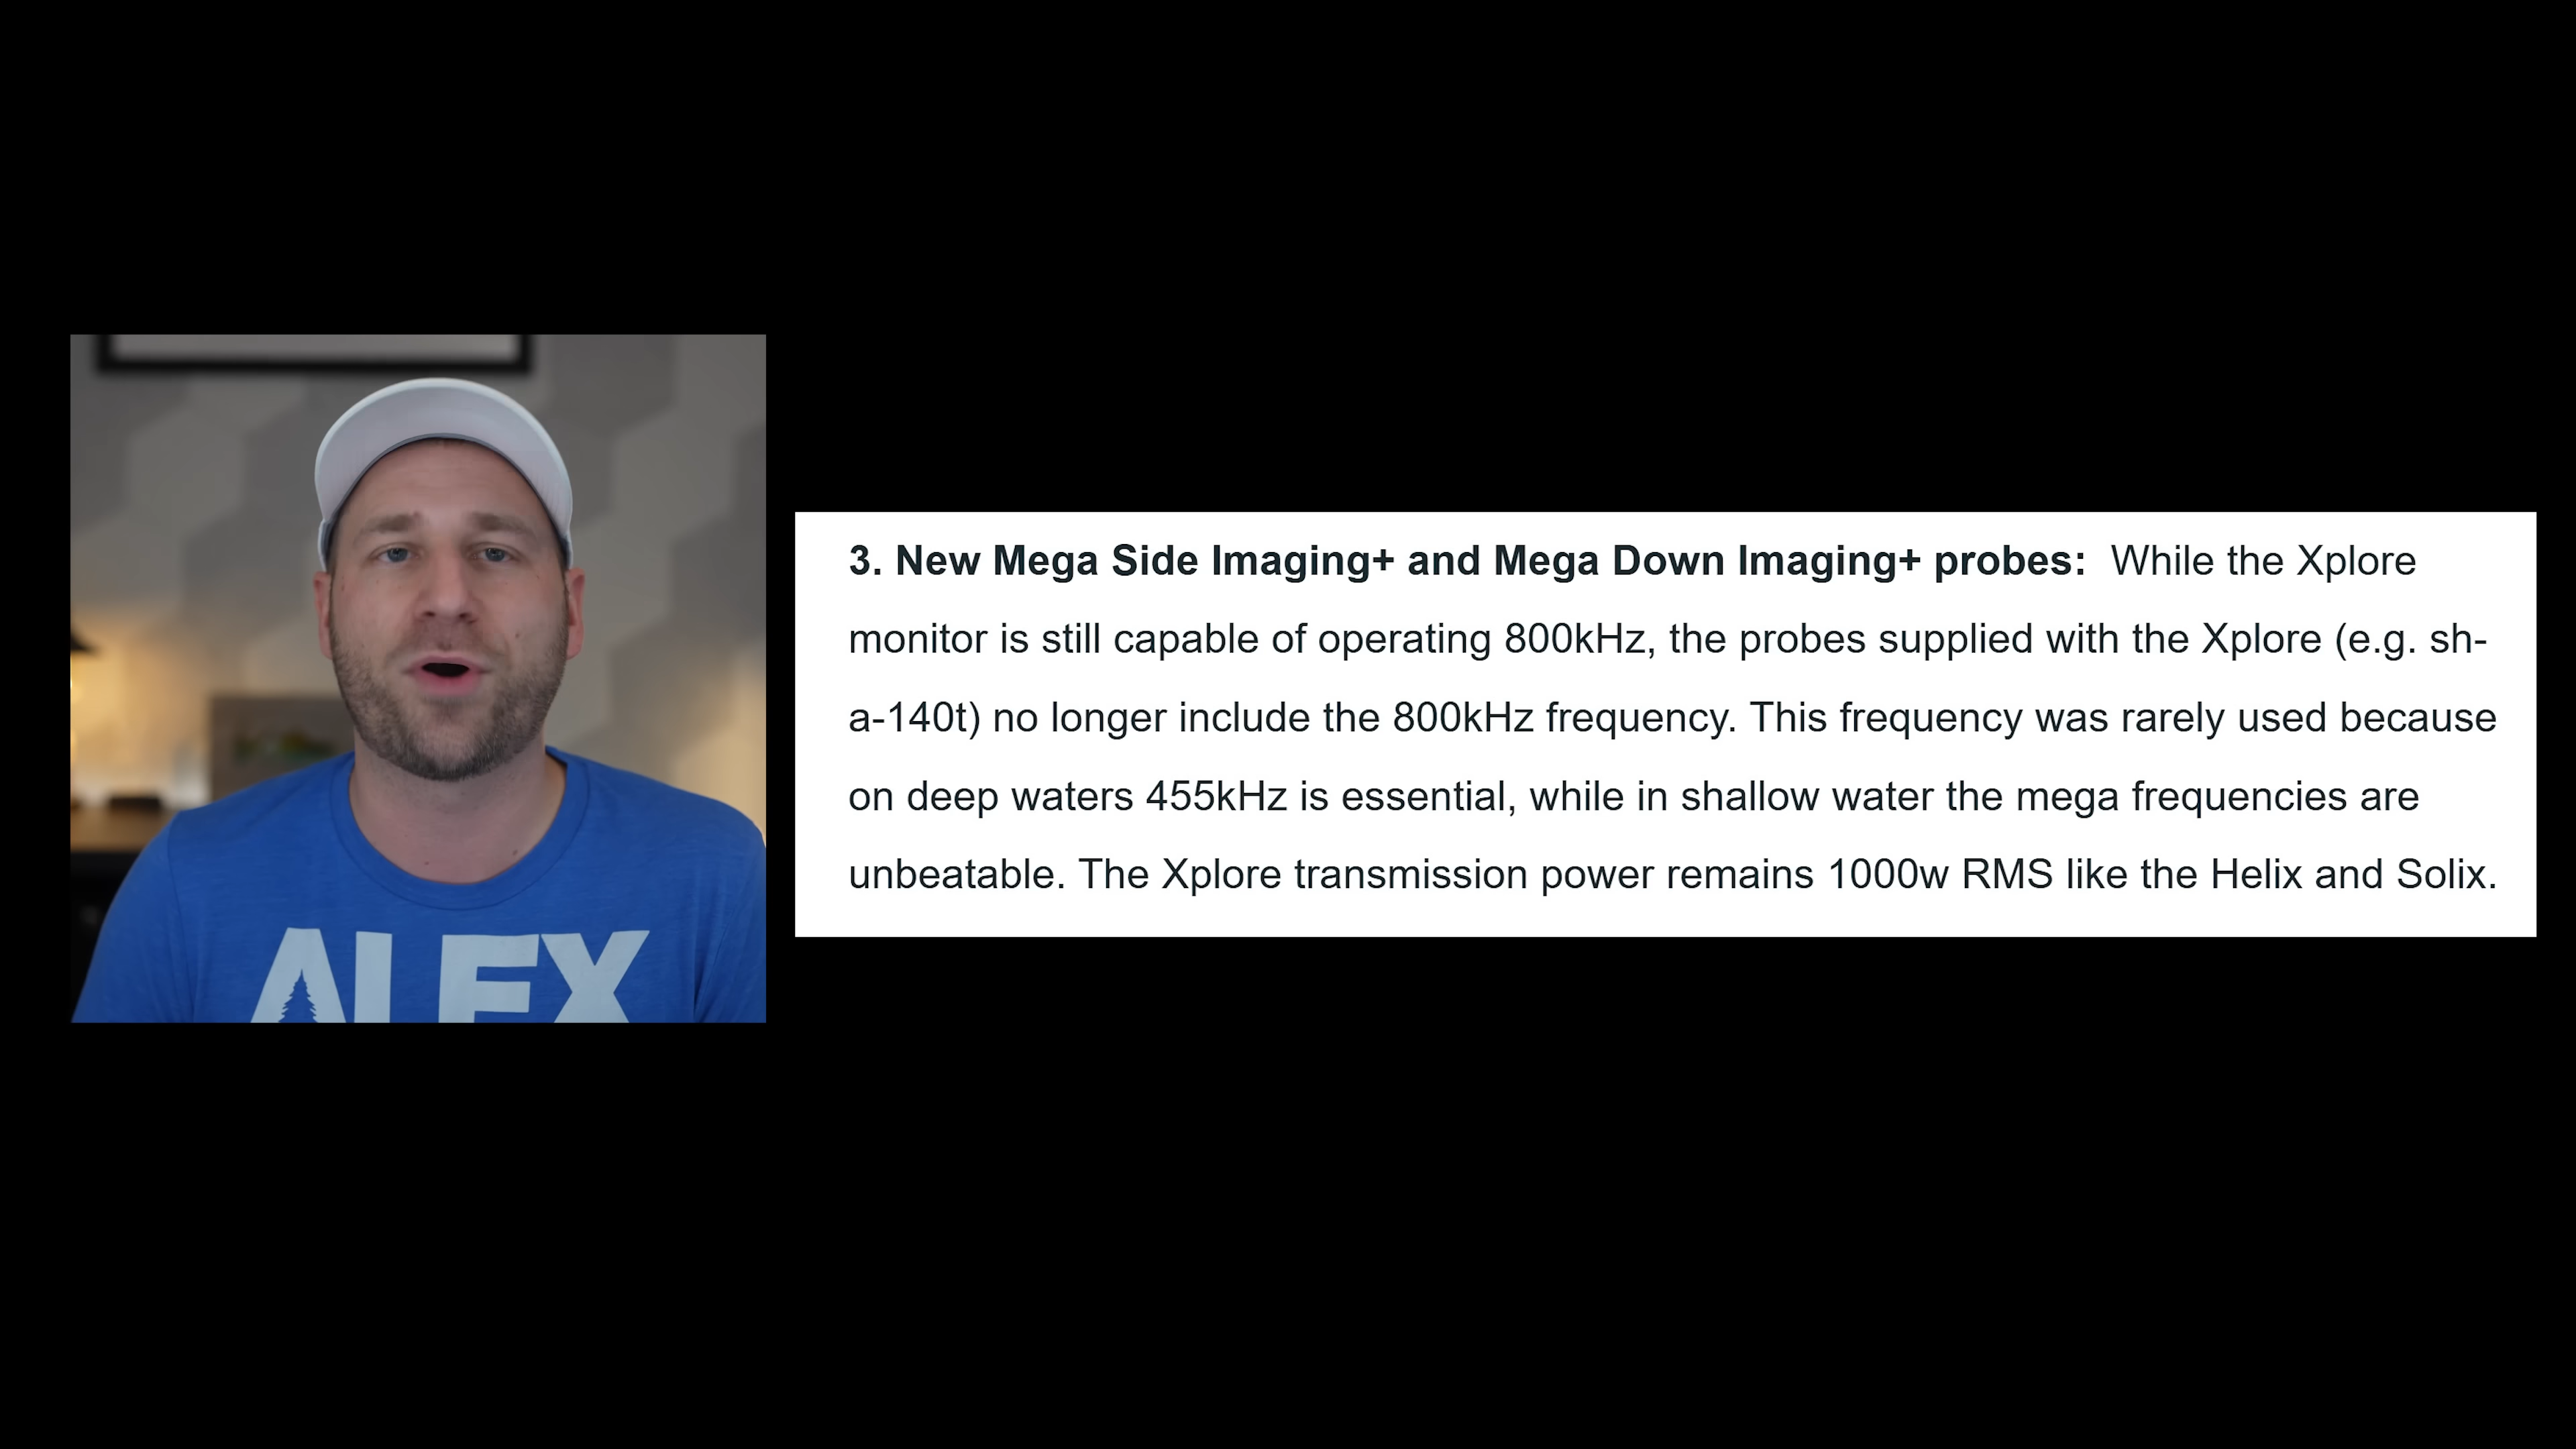 3. New Mega Side Imaging+ and Mega Down Imaging+ probes: While the Xplore
monitor is still capable of operating 800kHz, the probes supplied with the Xplore (e.g. sh-
a-140t) no longer include the 800kHz frequency. This frequency was rarely used because
on deep waters 455kHz is essential, while in shallow water the mega frequencies are
unbeatable. The Xplore transmission power remains 1000w RMS like the Helix and Solix.
ALEX